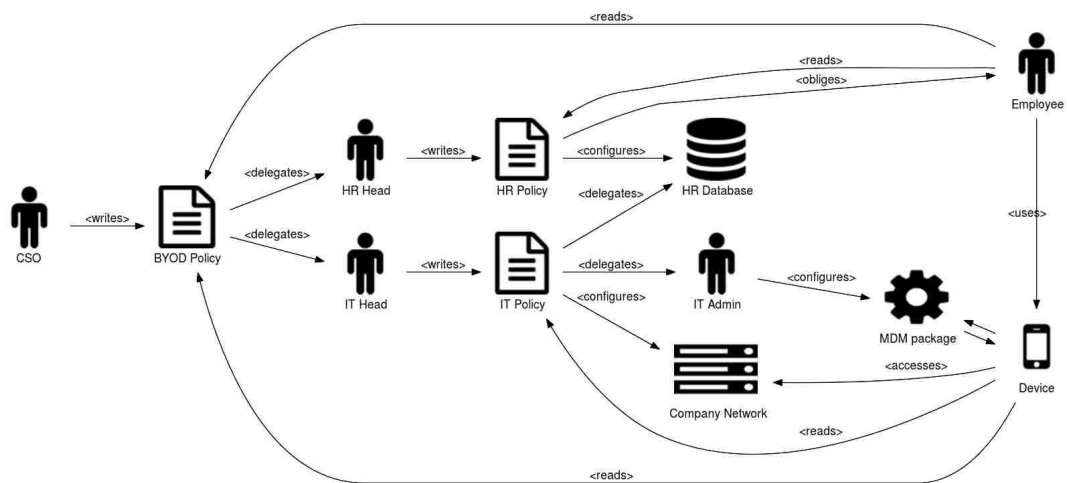 <reads>
<reads>
<obliges>
Employee
<delegates>
HR Head
<writes>
HR Policy
<configures>
HR Database
<delegates>
CSO
<writes>
BYOD Policy
<delegates>
IT Head
<writes>
IT Policy
<delegates>
IT Admin
<configures>
<configures>
MDM package
<uses>
Device
<accesses>
Company Network
<reads>
<reads>